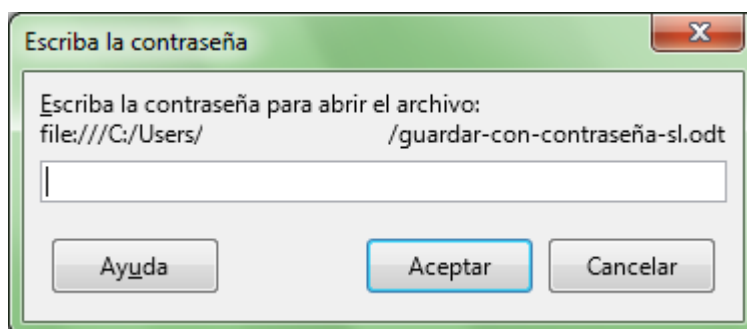 Escriba la contraseña
Escriba la contraseña para abrir el archivo:
file:///C:/Users/ /guardar-con-contraseña-sl.odt
Ayuda Aceptar Cancelar